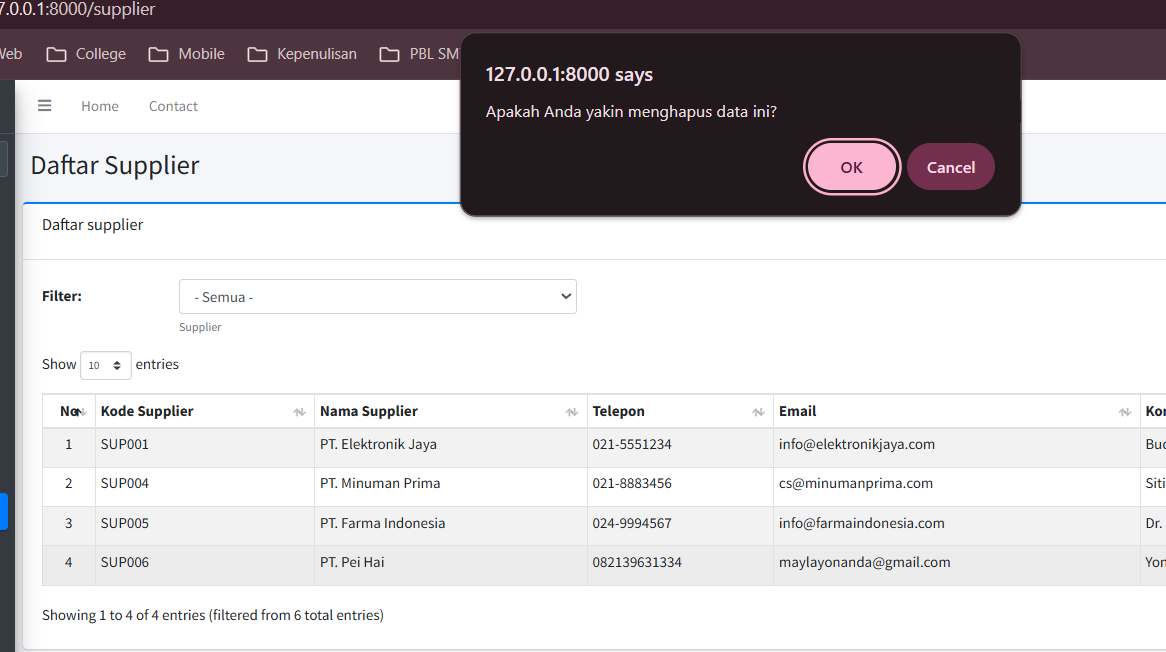 7.0.0.1:8000/supplier
Web College Mobile Kepenulisan PBL SM
127.0.0.1:8000 says
Apakah Anda yakin menghapus data ini?
OK Cancel
Home Contact
Daftar Supplier
Daftar supplier
Filter:
- Semua -
Supplier
Show 10 entries
No Kode Supplier Nama Supplier Telepon Email Kon
1 SUP001 PT. Elektronik Jaya 021-5551234 info@elektronikjaya.com Bud
2 SUP004 PT. Minuman Prima 021-8883456 cs@minumanprima.com Siti
3 SUP005 PT. Farma Indonesia 024-9994567 info@farmaindonesia.com Dr.
4 SUP006 PT. Pei Hai 082139631334 maylayonanda@gmail.com Yon
Showing 1 to 4 of 4 entries (filtered from 6 total entries)